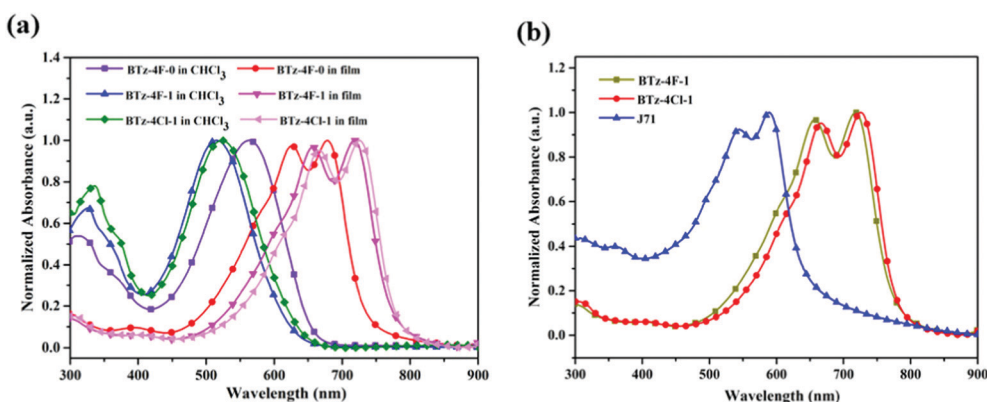 (a)
1.4
1.2
1.0
0.8
0.6
0.4
0.2
0.0
Normalized Absorbance (a.u.)
BTz-4F-0 in CHCl3 BTz-4F-0 in film
BTz-4F-1 in CHCl3 BTz-4F-1 in film
BTz-4Cl-1 in CHCl3 BTz-4Cl-1 in film
300 400 500 600 700 800 900
Wavelength (nm)
(b)
1.2
1.0
0.8
0.6
0.4
0.2
0.0
Normalized Absorbance (a.u.)
BTz-4F-1
BTz-4Cl-1
J71
300 400 500 600 700 800 900
Wavelength (nm)